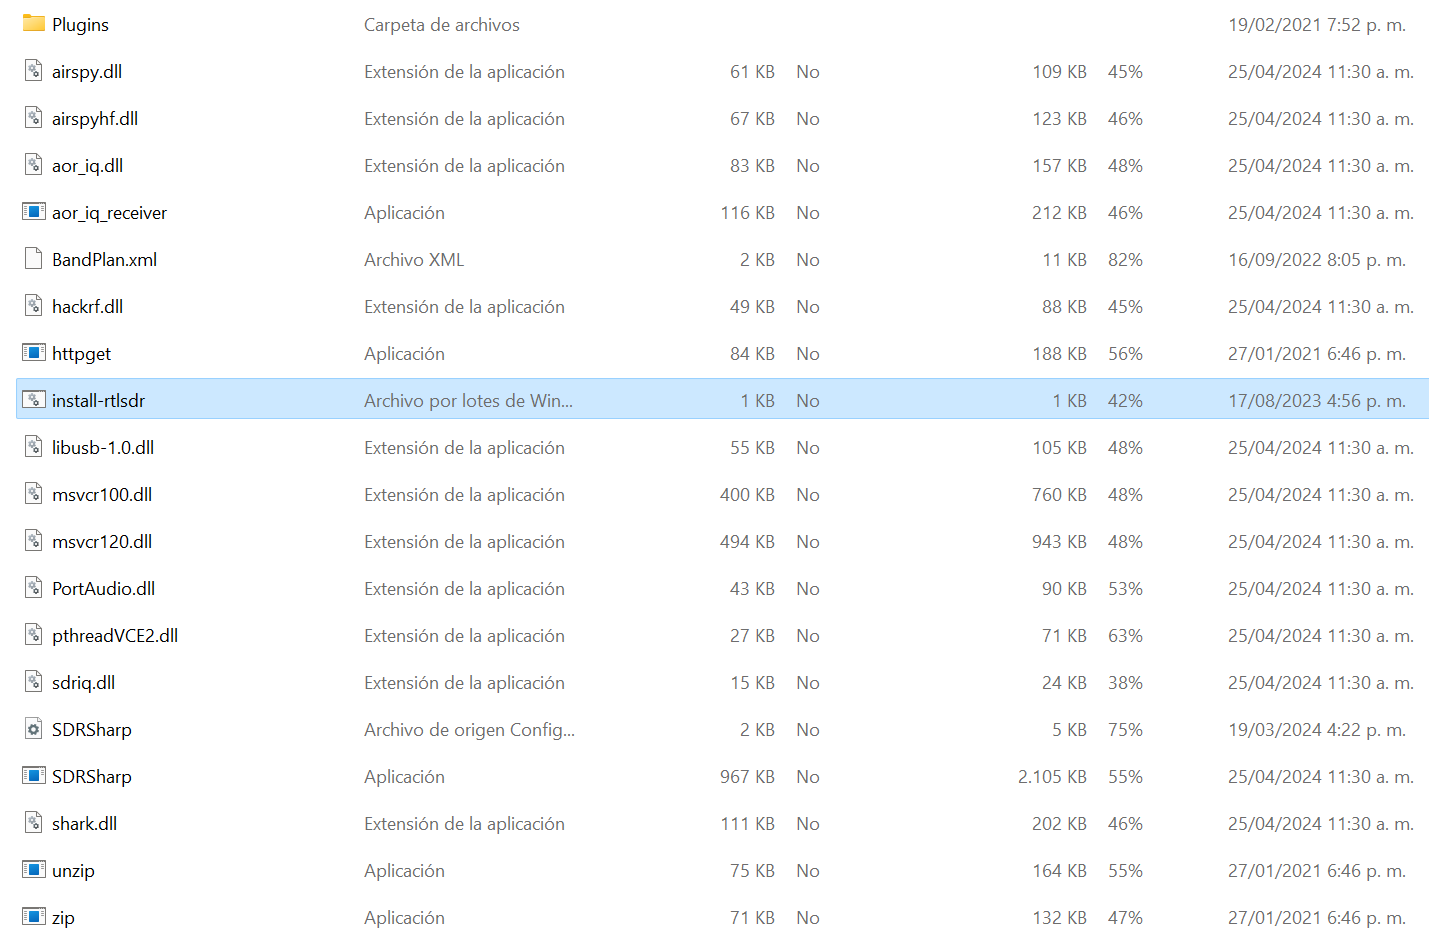 Plugins Carpeta de archivos 19/02/2021 7:52 p. m.
airspy.dll Extensión de la aplicación 61 KB No 109 KB 45% 25/04/2024 11:30 a. m.
airspyhf.dll Extensión de la aplicación 67 KB No 123 KB 46% 25/04/2024 11:30 a. m.
aor_iq.dll Extensión de la aplicación 83 KB No 157 KB 48% 25/04/2024 11:30 a. m.
aor_iq_receiver Aplicación 116 KB No 212 KB 46% 25/04/2024 11:30 a. m.
BandPlan.xml Archivo XML 2 KB No 11 KB 82% 16/09/2022 8:05 p. m.
hackrf.dll Extensión de la aplicación 49 KB No 88 KB 45% 25/04/2024 11:30 a. m.
httpget Aplicación 84 KB No 188 KB 56% 27/01/2021 6:46 p. m.
install-rtlsdr Archivo por lotes de Win... 1 KB No 1 KB 42% 17/08/2023 4:56 p. m.
libusb-1.0.dll Extensión de la aplicación 55 KB No 105 KB 48% 25/04/2024 11:30 a. m.
msvcr100.dll Extensión de la aplicación 400 KB No 760 KB 48% 25/04/2024 11:30 a. m.
msvcr120.dll Extensión de la aplicación 494 KB No 943 KB 48% 25/04/2024 11:30 a. m.
PortAudio.dll Extensión de la aplicación 43 KB No 90 KB 53% 25/04/2024 11:30 a. m.
pthreadVCE2.dll Extensión de la aplicación 27 KB No 71 KB 63% 25/04/2024 11:30 a. m.
sdriq.dll Extensión de la aplicación 15 KB No 24 KB 38% 25/04/2024 11:30 a. m.
SDRSharp Archivo de origen Config... 2 KB No 5 KB 75% 19/03/2024 4:22 p. m.
SDRSharp Aplicación 967 KB No 2.105 KB 55% 25/04/2024 11:30 a. m.
shark.dll Extensión de la aplicación 111 KB No 202 KB 46% 25/04/2024 11:30 a. m.
unzip Aplicación 75 KB No 164 KB 55% 27/01/2021 6:46 p. m.
zip Aplicación 71 KB No 132 KB 47% 27/01/2021 6:46 p. m.